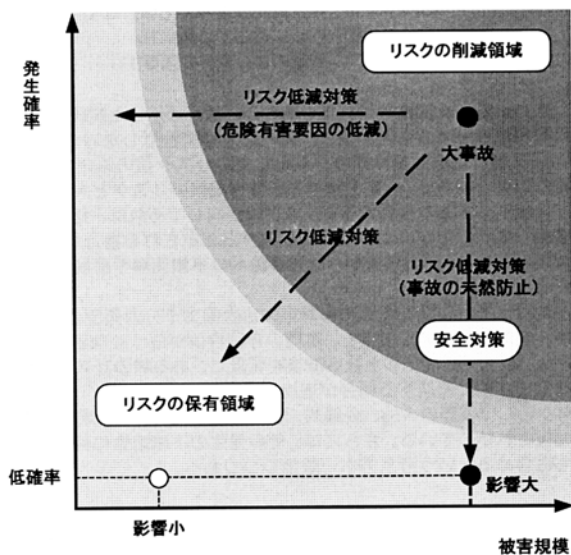 発生確率
リスクの削減領域
リスク低減対策
(危険有害要因の低減)
大事故
リスク低減対策
リスク低減対策
(事故の未然防止)
安全対策
リスクの保有領域
低確率
影響大
影響小
被害規模